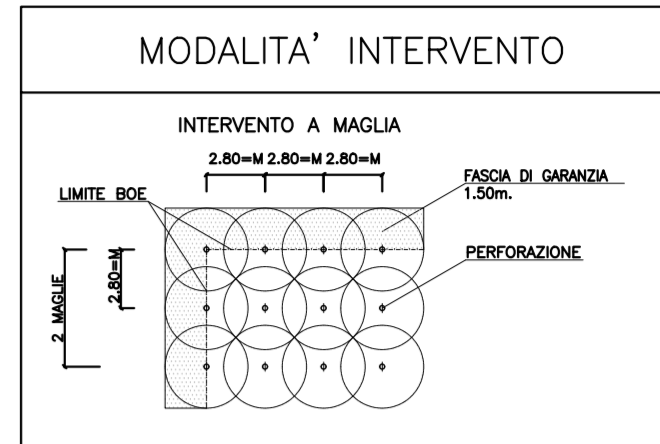 MODALITA' INTERVENTO
INTERVENTO A MAGLIA
2.80=M 2.80=M 2.80=M
LIMITE BOE
FASCIA DI GARANZIA
1.50m.
PERFORAZIONE
2 MAGLIE
2.80=M